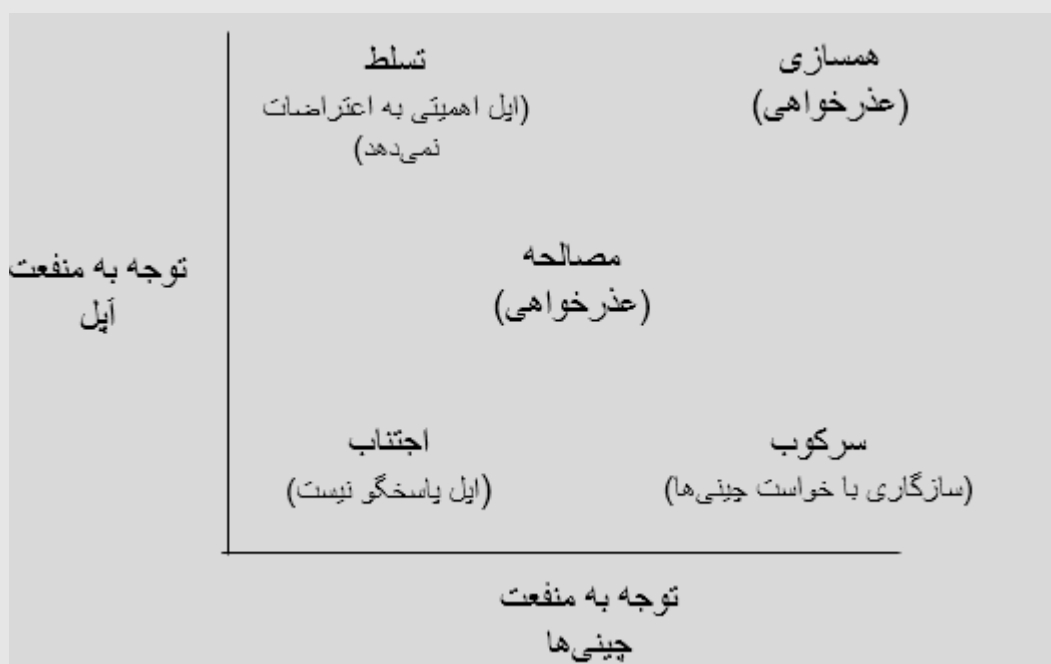 همسازی
(عذرخواهی)
تسلط
(اپل اهمیتی به اعتراضات
نمی‌دهد)
مصالحه
(عذرخواهی)
توجه به منفعت
اَپل
سرکوب
(سازگاری با خواست چینی‌ها)
اجتناب
(اپل پاسخگو نیست)
توجه به منفعت
چینی‌ها